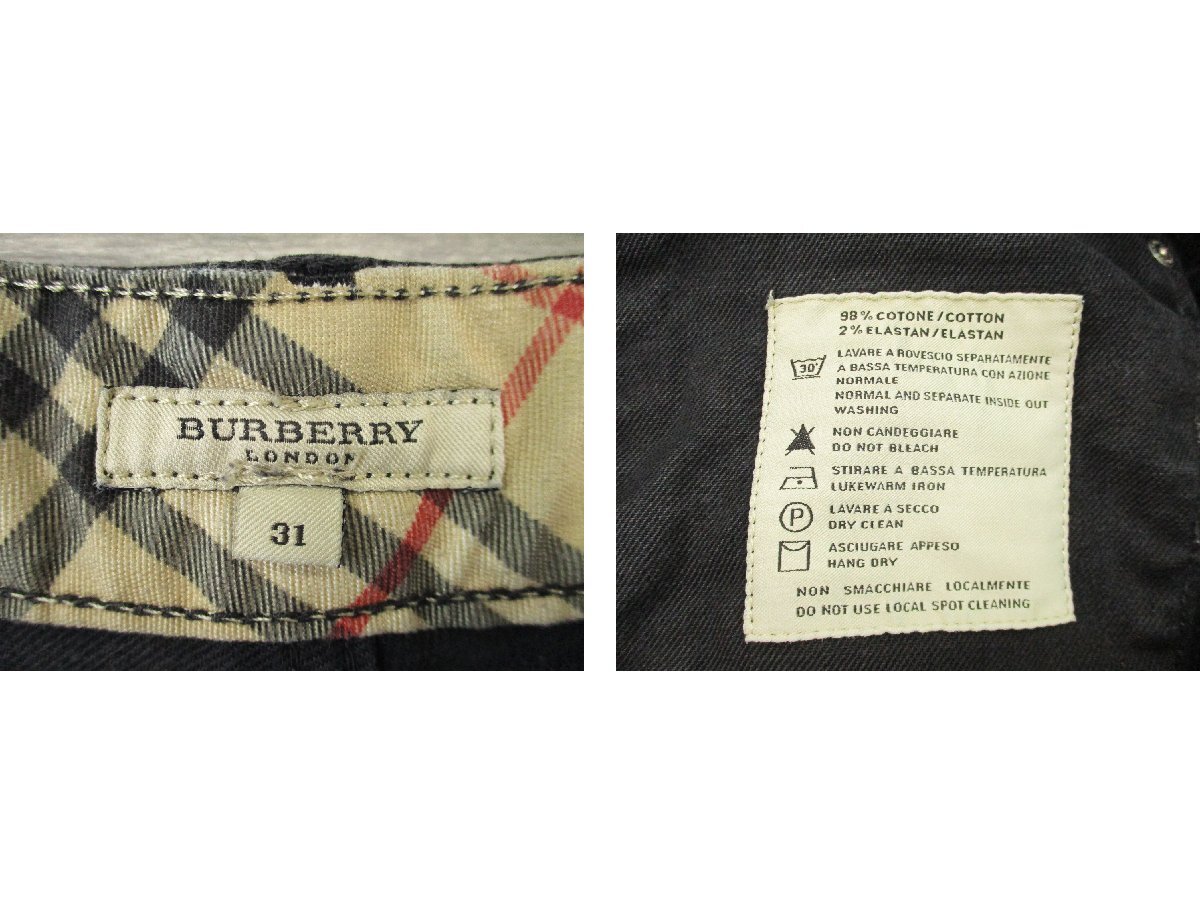 BURBERRY
LONDON
31
98% COTONE/COTTON
2% ELASTAN/ELASTAN
30°
LAVARE A ROVESCIO SEPARATAMENTE
A BASSA TEMPERATURA CON AZIONE
NORMALE
NORMAL AND SEPARATE INSIDE OUT
WASHING
NON CANDEGGIARE
DO NOT BLEACH
STIRARE A BASSA TEMPERATURA
LUKEWARM IRON
P
LAVARE A SECCO
DRY CLEAN
ASCIUGARE APPESO
HANG DRY
NON SMACCHIARE LOCALMENTE
DO NOT USE LOCAL SPOT CLEANING